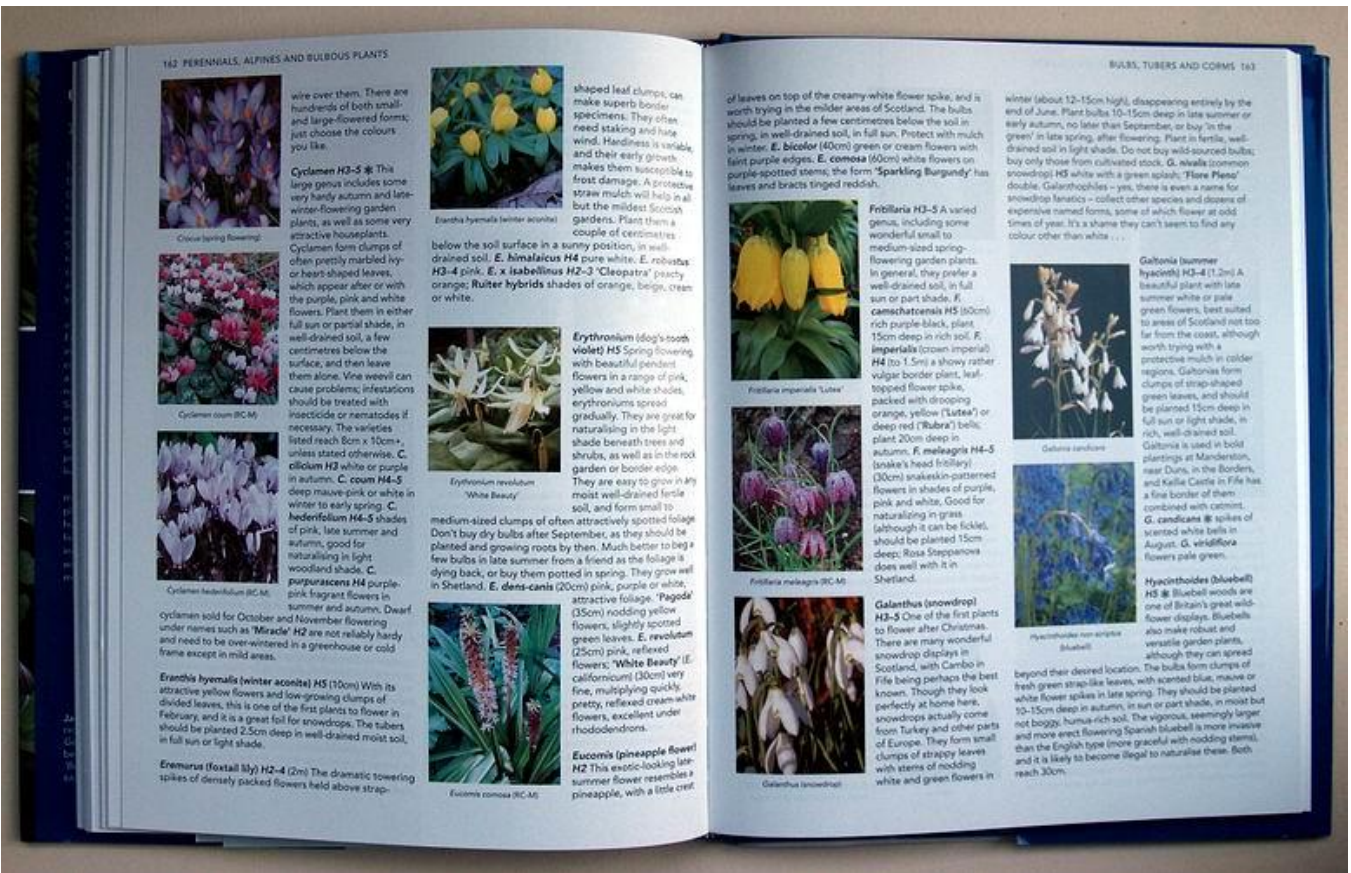 162 PERENNIALS, ALPINES AND BULBOUS PLANTS
wire over them. There are
hundreds of both small-
and large-flowered forms;
just choose the colours
you like.
Crocus (spring flowering)
Cyclamen H3–5 ✽ This
large genus includes some
very hardy autumn and late-
winter-flowering garden
plants, as well as some very
attractive houseplants.
Cyclamen form clumps of
often prettily marbled ivy-
or heart-shaped leaves,
which appear after or with
the purple, pink and white
flowers. Plant them in either
full sun or partial shade, in
well-drained soil, a few
centimetres below the
surface, and then leave
them alone. Vine weevil can
cause problems; infestations
should be treated with
insecticide or nematodes if
necessary. The varieties
listed reach 8cm x 10cm+,
unless stated otherwise. C.
cilicium H3 white or purple
in autumn. C. coum H4–5
deep mauve-pink or white in
winter to early spring. C.
hederifolium H4–5 shades
of pink, late summer and
autumn, good for
naturalising in light
woodland shade. C.
purpurascens H4 purple-
pink fragrant flowers in
summer and autumn. Dwarf
cyclamen sold for October and November flowering
under names such as 'Miracle' H2 are not reliably hardy
and need to be over-wintered in a greenhouse or cold
frame except in mild areas.
Cyclamen coum (RC-M)
Cyclamen hederifolium (RC-M)
Eranthis hyemalis (winter aconite) H5 (10cm) With its
attractive yellow flowers and low-growing clumps of
divided leaves, this is one of the first plants to flower in
February, and it is a great foil for snowdrops. The tubers
should be planted 2.5cm deep in well-drained moist soil,
in full sun or light shade.
Eremurus (foxtail lily) H2–4 (2m) The dramatic towering
spikes of densely packed flowers held above strap-
shaped leaf clumps, can
make superb border
specimens. They often
need staking and hate
wind. Hardiness is variable,
and their early growth
makes them susceptible to
frost damage. A protective
straw mulch will help in all
but the mildest Scottish
gardens. Plant them a
couple of centimetres
below the soil surface in a sunny position, in well-
drained soil. E. himalaicus H4 pure white. E. robustus
H3–4 pink. E. x isabellinus H2–3 'Cleopatra' peachy
orange; Ruiter hybrids shades of orange, beige, cream
or white.
Eranthis hyemalis (winter aconite)
Erythronium (dog's-tooth
violet) H5 Spring flowering,
with beautiful pendent
flowers in a range of pink,
yellow and white shades,
erythroniums spread
gradually. They are great for
naturalising in the light
shade beneath trees and
shrubs, as well as in the rock
garden or border edge.
They are easy to grow in any
moist well-drained fertile
soil, and form small to
medium-sized clumps of often attractively spotted foliage
Don't buy dry bulbs after September, as they should be
planted and growing roots by then. Much better to beg a
few bulbs in late summer from a friend as the foliage is
dying back, or buy them potted in spring. They grow well
in Shetland. E. dens-canis (20cm) pink, purple or white,
attractive foliage. 'Pagoda'
(35cm) nodding yellow
flowers, slightly spotted
green leaves. E. revolutum
(25cm) pink, reflexed
flowers; 'White Beauty' (E.
californicum) (30cm) very
fine, multiplying quickly,
pretty, reflexed cream-white
flowers, excellent under
rhododendrons.
Erythronium revolutum
'White Beauty'
Eucomis (pineapple flower)
H2 This exotic-looking late-
summer flower resembles a
pineapple, with a little crest
Eucomis comosa (RC-M)
BULBS, TUBERS AND CORMS 163
of leaves on top of the creamy-white flower spike, and is
worth trying in the milder areas of Scotland. The bulbs
should be planted a few centimetres below the soil in
spring, in well-drained soil, in full sun. Protect with mulch
in winter. E. bicolor (40cm) green or cream flowers with
faint purple edges. E. comosa (60cm) white flowers on
purple-spotted stems; the form 'Sparkling Burgundy' has
leaves and bracts tinged reddish.
Fritillaria H3–5 A varied
genus, including some
wonderful small to
medium-sized spring-
flowering garden plants.
In general, they prefer a
well-drained soil, in full
sun or part shade. F.
camschatcensis H5 (60cm)
rich purple-black, plant
15cm deep in rich soil. F.
imperialis (crown imperial)
H4 (to 1.5m) a showy rather
vulgar border plant, leaf-
topped flower spike,
packed with drooping
orange, yellow ('Lutea') or
deep red ('Rubra') bells;
plant 20cm deep in
autumn. F. meleagris H4–5
(snake's head fritillary)
(30cm) snakeskin-patterned
flowers in shades of purple,
pink and white. Good for
naturalizing in grass
(although it can be fickle),
should be planted 15cm
deep; Rosa Steppanova
does well with it in
Shetland.
Fritillaria imperialis 'Lutea'
Fritillaria meleagris (RC-M)
Galanthus (snowdrop)
H3–5 One of the first plants
to flower after Christmas.
There are many wonderful
snowdrop displays in
Scotland, with Cambo in
Fife being perhaps the best
known. Though they look
perfectly at home here,
snowdrops actually come
from Turkey and other parts
of Europe. They form small
clumps of strappy leaves
with stems of nodding
white and green flowers in
Galanthus (snowdrop)
winter (about 12–15cm high), disappearing entirely by the
end of June. Plant bulbs 10–15cm deep in late summer or
early autumn, no later than September, or buy 'in the
green' in late spring, after flowering. Plant in fertile, well-
drained soil in light shade. Do not buy wild-sourced bulbs;
buy only those from cultivated stock. G. nivalis (common
snowdrop) H5 white with a green splash; 'Flore Pleno'
double. Galanthophiles – yes, there is even a name for
snowdrop fanatics – collect other species and dozens of
expensive named forms, some of which flower at odd
times of year. It's a shame they can't seem to find any
colour other than white . . .
Galtonia (summer
hyacinth) H3–4 (1.2m) A
beautiful plant with late
summer white or pale
green flowers, best suited
to areas of Scotland not too
far from the coast, although
worth trying with a
protective mulch in colder
regions. Galtonias form
clumps of strap-shaped
green leaves, and should
be planted 15cm deep in
full sun or light shade, in
rich, well-drained soil.
Galtonia is used in bold
plantings at Manderston,
near Duns, in the Borders,
and Kellie Castle in Fife has
a fine border of them
combined with catmint.
G. candicans ✽ spikes of
scented white bells in
August. G. viridiflora
flowers pale green.
Galtonia candicans
Hyacinthoides (bluebell)
H5 ✽ Bluebell woods are
one of Britain's great wild-
flower displays. Bluebells
also make robust and
versatile garden plants,
although they can spread
beyond their desired location. The bulbs form clumps of
fresh green strap-like leaves, with scented blue, mauve or
white flower spikes in late spring. They should be planted
10–15cm deep in autumn, in sun or part shade, in moist but
not boggy, humus-rich soil. The vigorous, seemingly larger
and more erect flowering Spanish bluebell is more invasive
than the English type (more graceful with nodding stems),
and it is likely to become illegal to naturalise these. Both
reach 30cm.
Hyacinthoides non-scriptus
(bluebell)